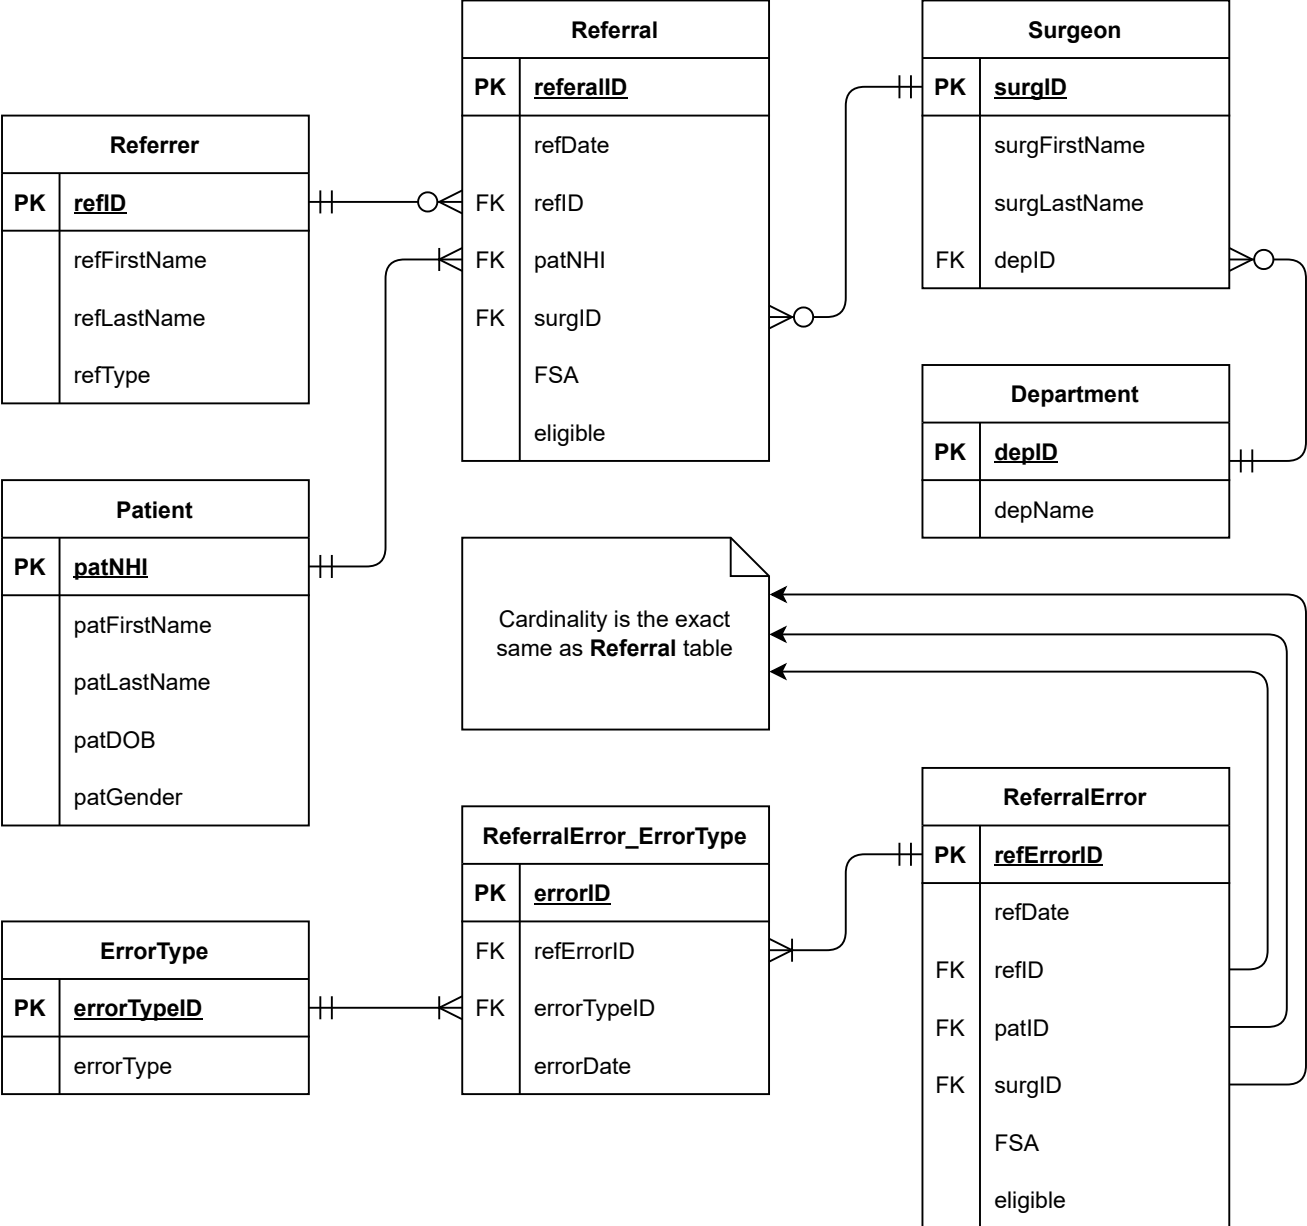 Referral
PK referalID
refDate
FK refID
FK patNHI
FK surgID
FSA
eligible
Surgeon
PK surgID
surgFirstName
surgLastName
FK depID
Referrer
PK refID
refFirstName
refLastName
refType
Department
PK depID
depName
Patient
PK patNHI
patFirstName
patLastName
patDOB
patGender
Cardinality is the exact
same as Referral table
ReferralError
PK refErrorID
refDate
FK refID
FK patID
FK surgID
FSA
eligible
ReferralError_ErrorType
PK errorID
FK refErrorID
FK errorTypeID
errorDate
ErrorType
PK errorTypeID
errorType